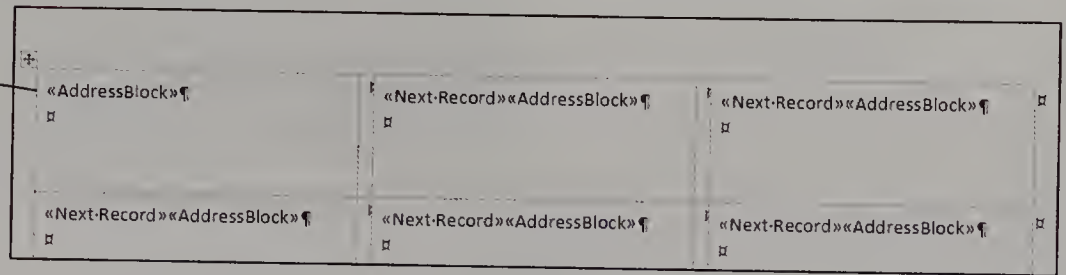 «AddressBlock»¶ «Next·Record»«AddressBlock»¶ «Next·Record»«AddressBlock»¶ ¤
¤ ¤ ¤
«Next·Record»«AddressBlock»¶ «Next·Record»«AddressBlock»¶ «Next·Record»«AddressBlock»¶ ¤
¤ ¤ ¤